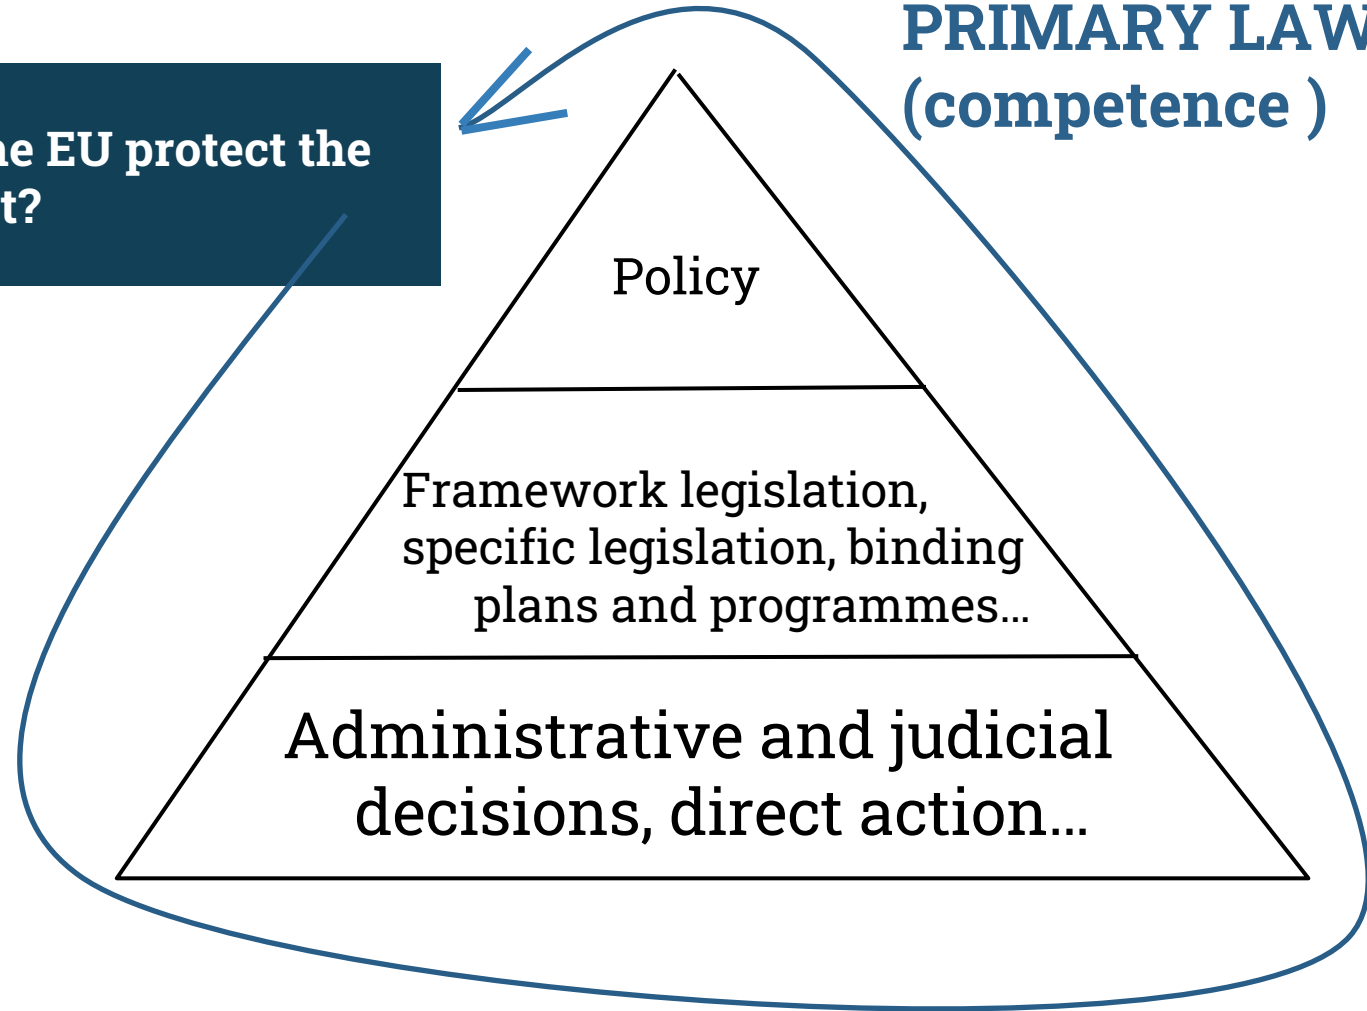 PRIMARY LAW
(competence )
he EU protect the
t?
Policy
Framework legislation,
specific legislation, binding
plans and programmes...
Administrative and judicial
decisions, direct action...